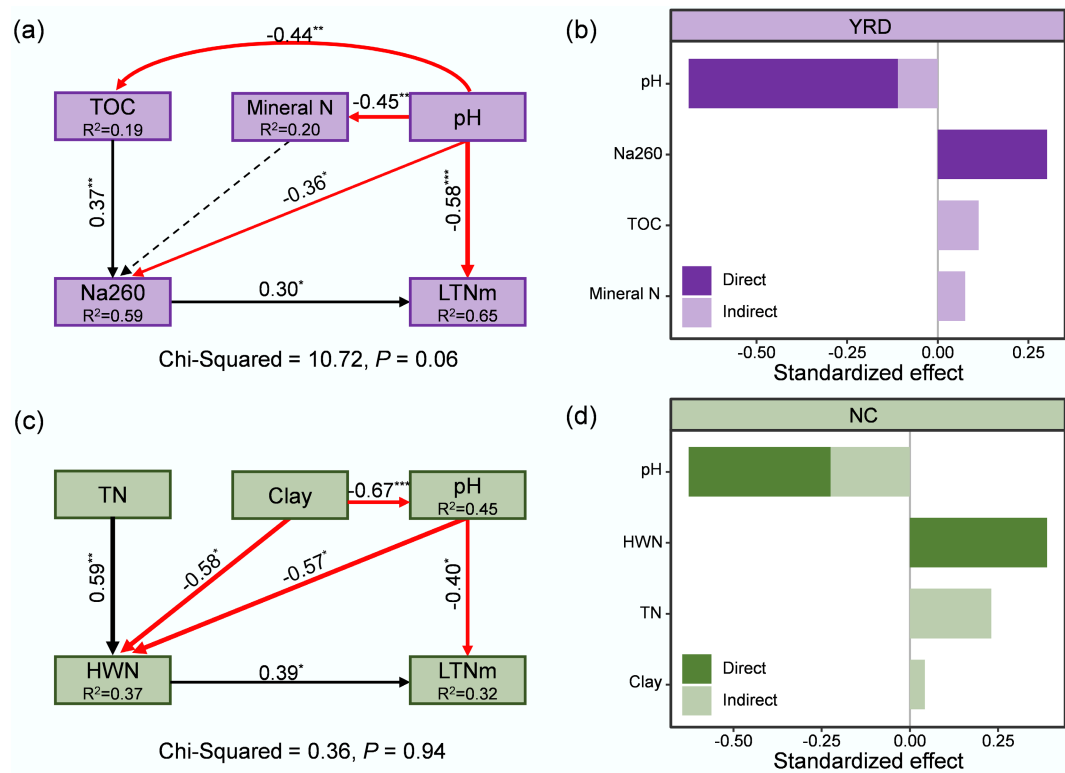 (a)
-0.44**
TOC
R²=0.19
Mineral N
R²=0.20
-0.45**
pH
0.37**
-0.36*
-0.58***
Na260
R²=0.59
0.30*
LTNm
R²=0.65
Chi-Squared = 10.72, P = 0.06
(b)
YRD
pH
Na260
TOC
Mineral N
Direct
Indirect
-0.50
-0.25
0.00
0.25
Standardized effect
(c)
TN
Clay
-0.67***
pH
R²=0.45
0.59**
-0.58*
-0.57*
-0.40*
HWN
R²=0.37
0.39*
LTNm
R²=0.32
Chi-Squared = 0.36, P = 0.94
(d)
NC
pH
HWN
TN
Clay
Direct
Indirect
-0.50
-0.25
0.00
0.25
Standardized effect